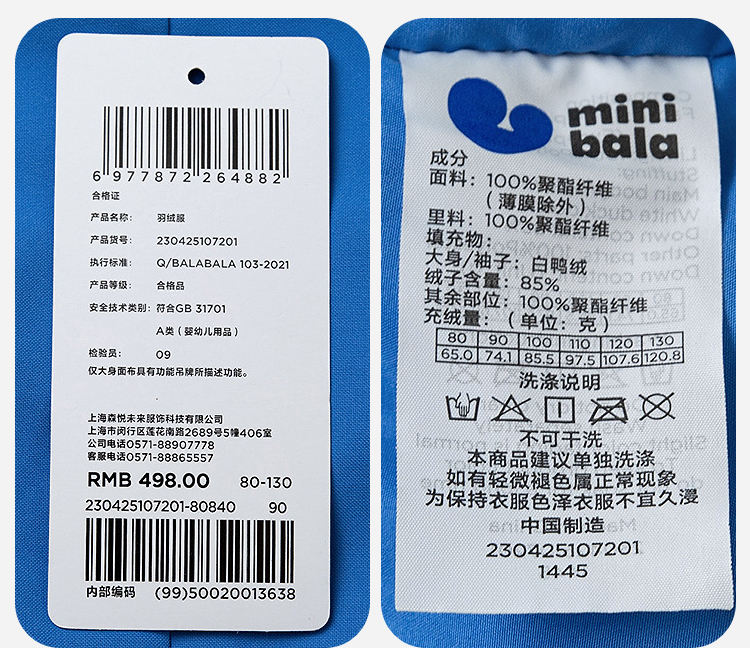 6 977872 264882
合格证
产品名称: 羽绒服
产品货号: 230425107201
执行标准: Q/BALABALA 103-2021
产品等级: 合格品
安全技术类别: 符合GB 31701
A类（婴幼儿用品）
检验员: 09
仅大身面布具有功能吊牌所描述功能。
上海森悦未来服饰科技有限公司
上海市闵行区莲花南路2689号5幢406室
公司电话0571-88907778
客服电话0571-88865557
RMB 498.00 80-130
230425107201-80840 90
内部编码 (99)50020013638
mini
bala
成分
面料: 100%聚酯纤维
（薄膜除外）
里料: 100%聚酯纤维
填充物:
大身/袖子: 白鸭绒
绒子含量: 85%
其余部位: 100%聚酯纤维
充绒量: （单位: 克）
80 90 100 110 120 130
65.0 74.1 85.5 97.5 107.6 120.8
洗涤说明
不可干洗
本商品建议单独洗涤
如有轻微褪色属正常现象
为保持衣服色泽衣服不宜久漫
中国制造
230425107201
1445